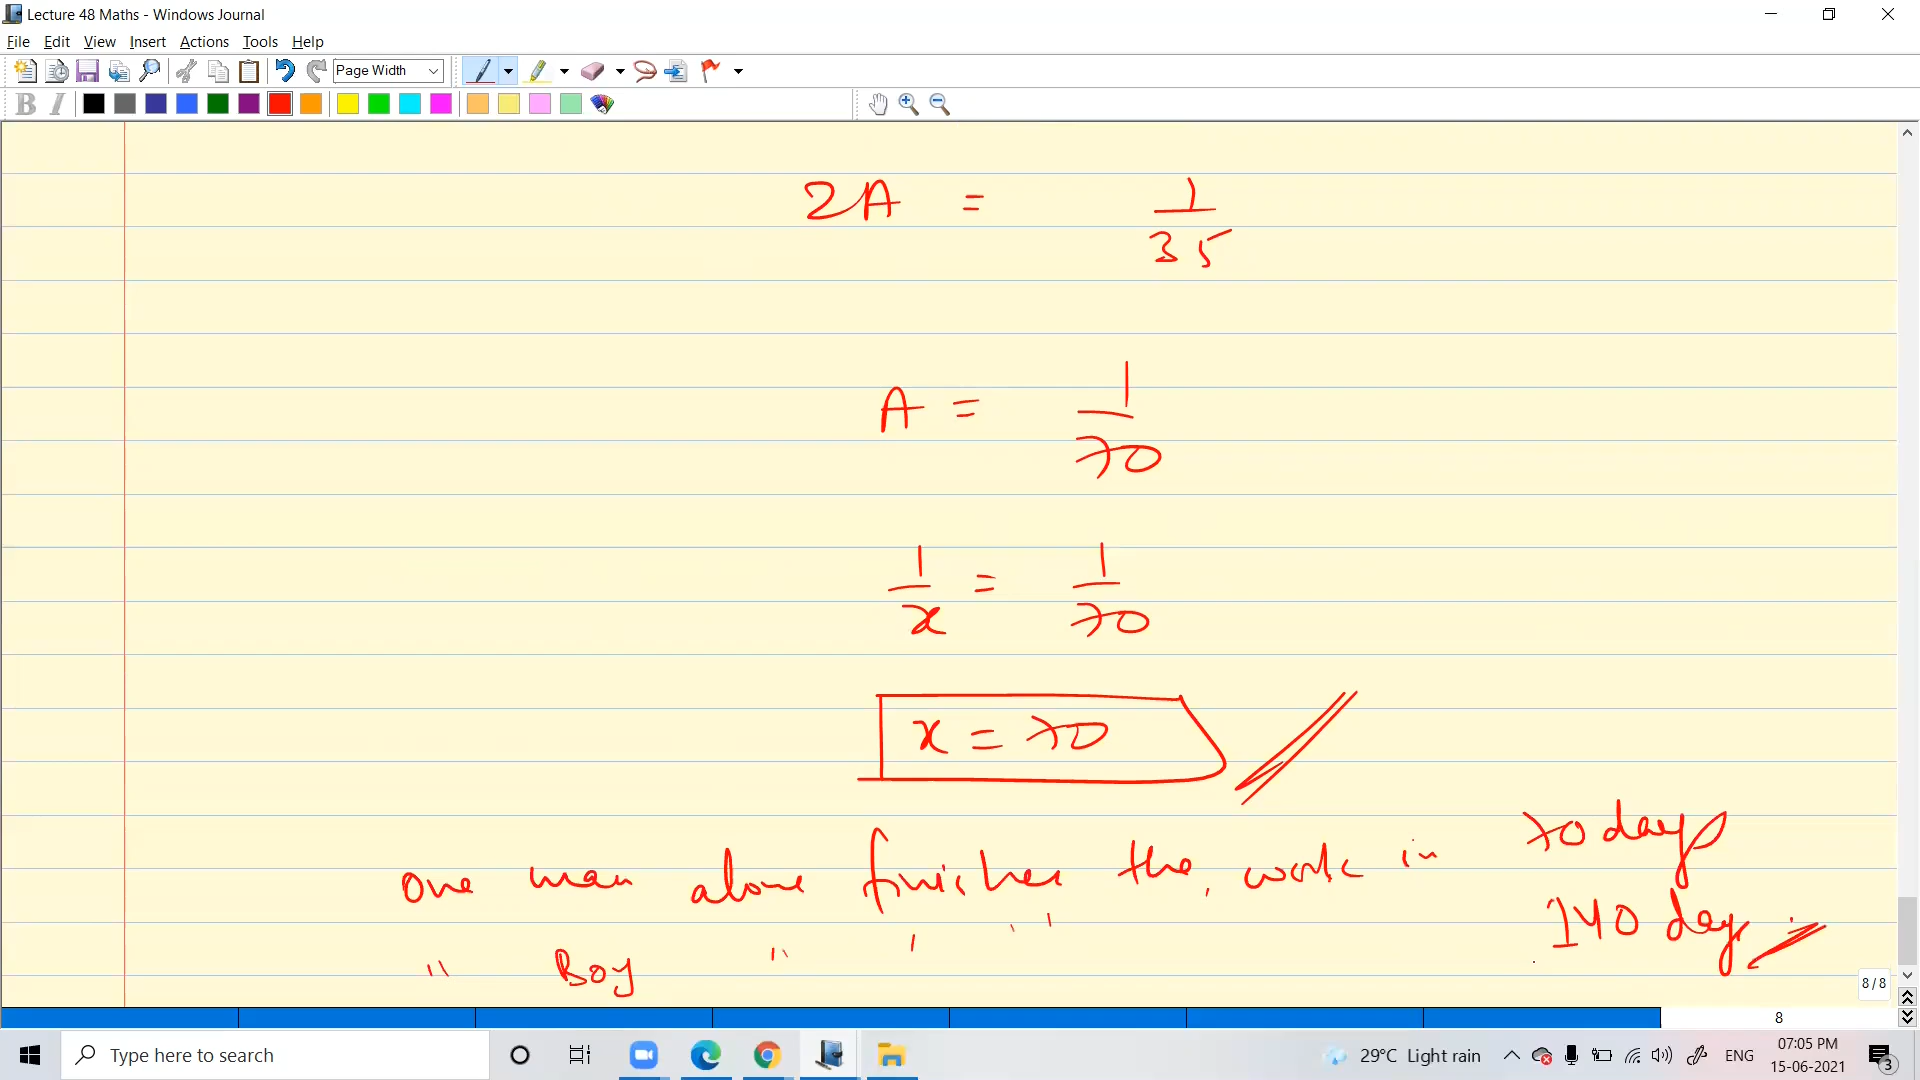 Lecture 48 Maths - Windows Journal
File Edit View Insert Actions Tools Help
Page Width
B I
2A = 1/35
A = 1/70
1/x = 1/70
x = 70
one man alone finishes the work in 70 days
" Boy " ' ' ' 140 days
8 / 8
8
Type here to search
29°C Light rain
ENG
07:05 PM
15-06-2021
3